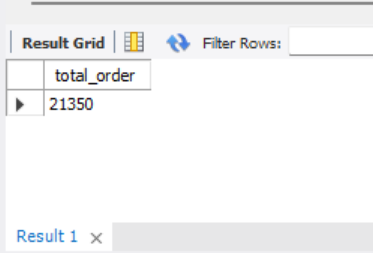 Result Grid Filter Rows:
total_order
21350
Result 1 ×